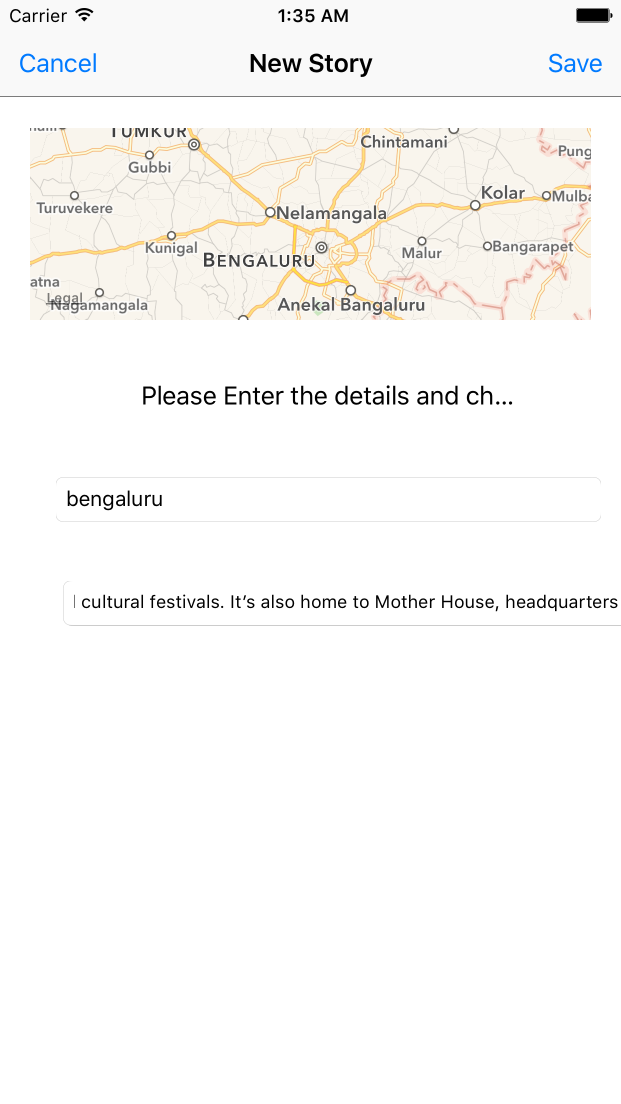 Carrier 1:35 AM
Cancel New Story Save
TUMKUR
Chintamani
Gubbi
Pung
Kolar
Mulba
Turuvekere
Nelamangala
Kunigal
BENGALURU
Malur
Bangarapet
atna
Legal
Nagamangala
Anekal Bengaluru
Please Enter the details and ch...
bengaluru
l cultural festivals. It’s also home to Mother House, headquarters